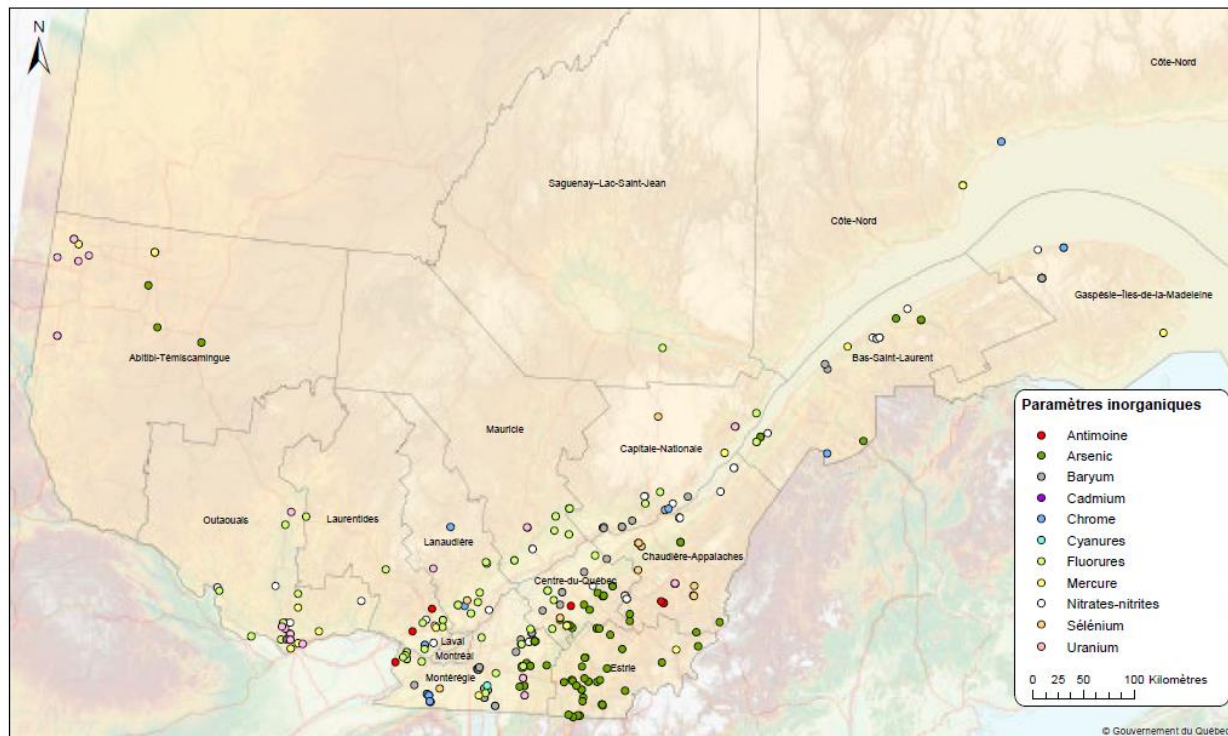 N
Côte-Nord
Saguenay–Lac-Saint-Jean
Côte-Nord
Gaspésie–Îles-de-la-Madeleine
Abitibi-Témiscamingue
Bas-Saint-Laurent
Mauricie
Capitale-Nationale
Outaouais
Laurentides
Lanaudière
Chaudière-Appalaches
Centre-du-Québec
Laval
Montréal
Montérégie
Estrie
Paramètres inorganiques
Antimoine
Arsenic
Baryum
Cadmium
Chrome
Cyanures
Fluorures
Mercure
Nitrates-nitrites
Sélénium
Uranium
0 25 50 100 Kilomètres
© Gouvernement du Québec